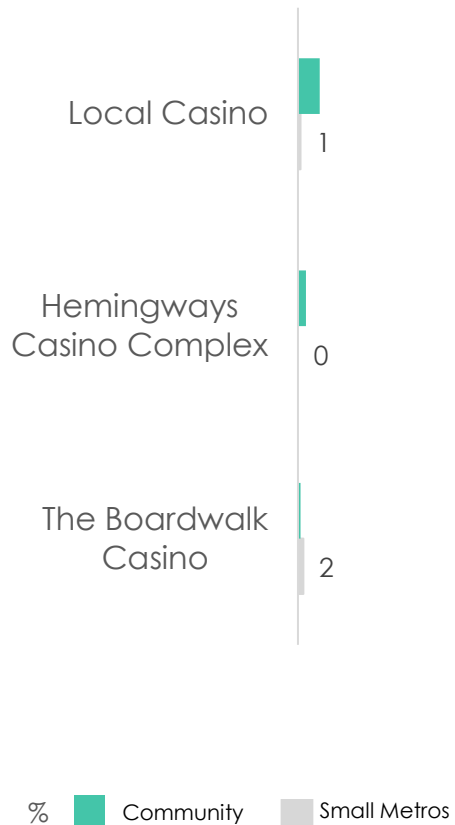 Local Casino
1
Hemingways
Casino Complex
0
The Boardwalk
Casino
2
% Community Small Metros